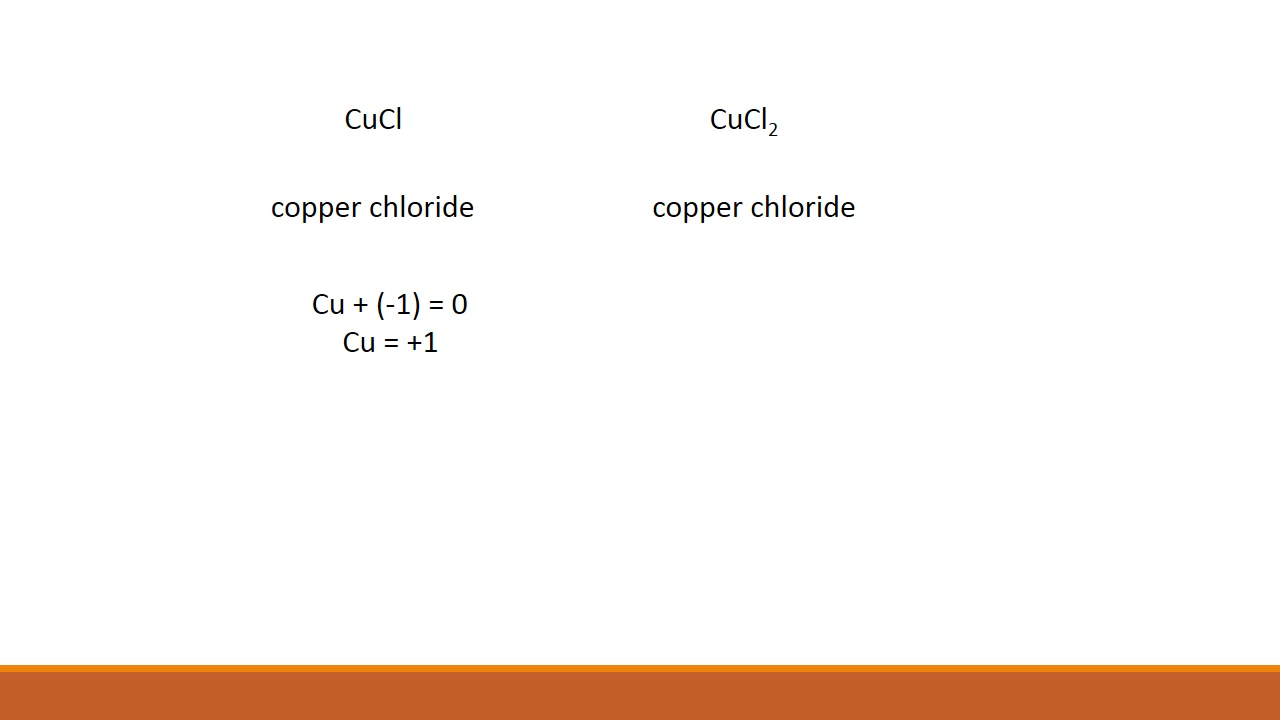 CuCl
CuCl₂
copper chloride
copper chloride
Cu + (-1) = 0
Cu = +1